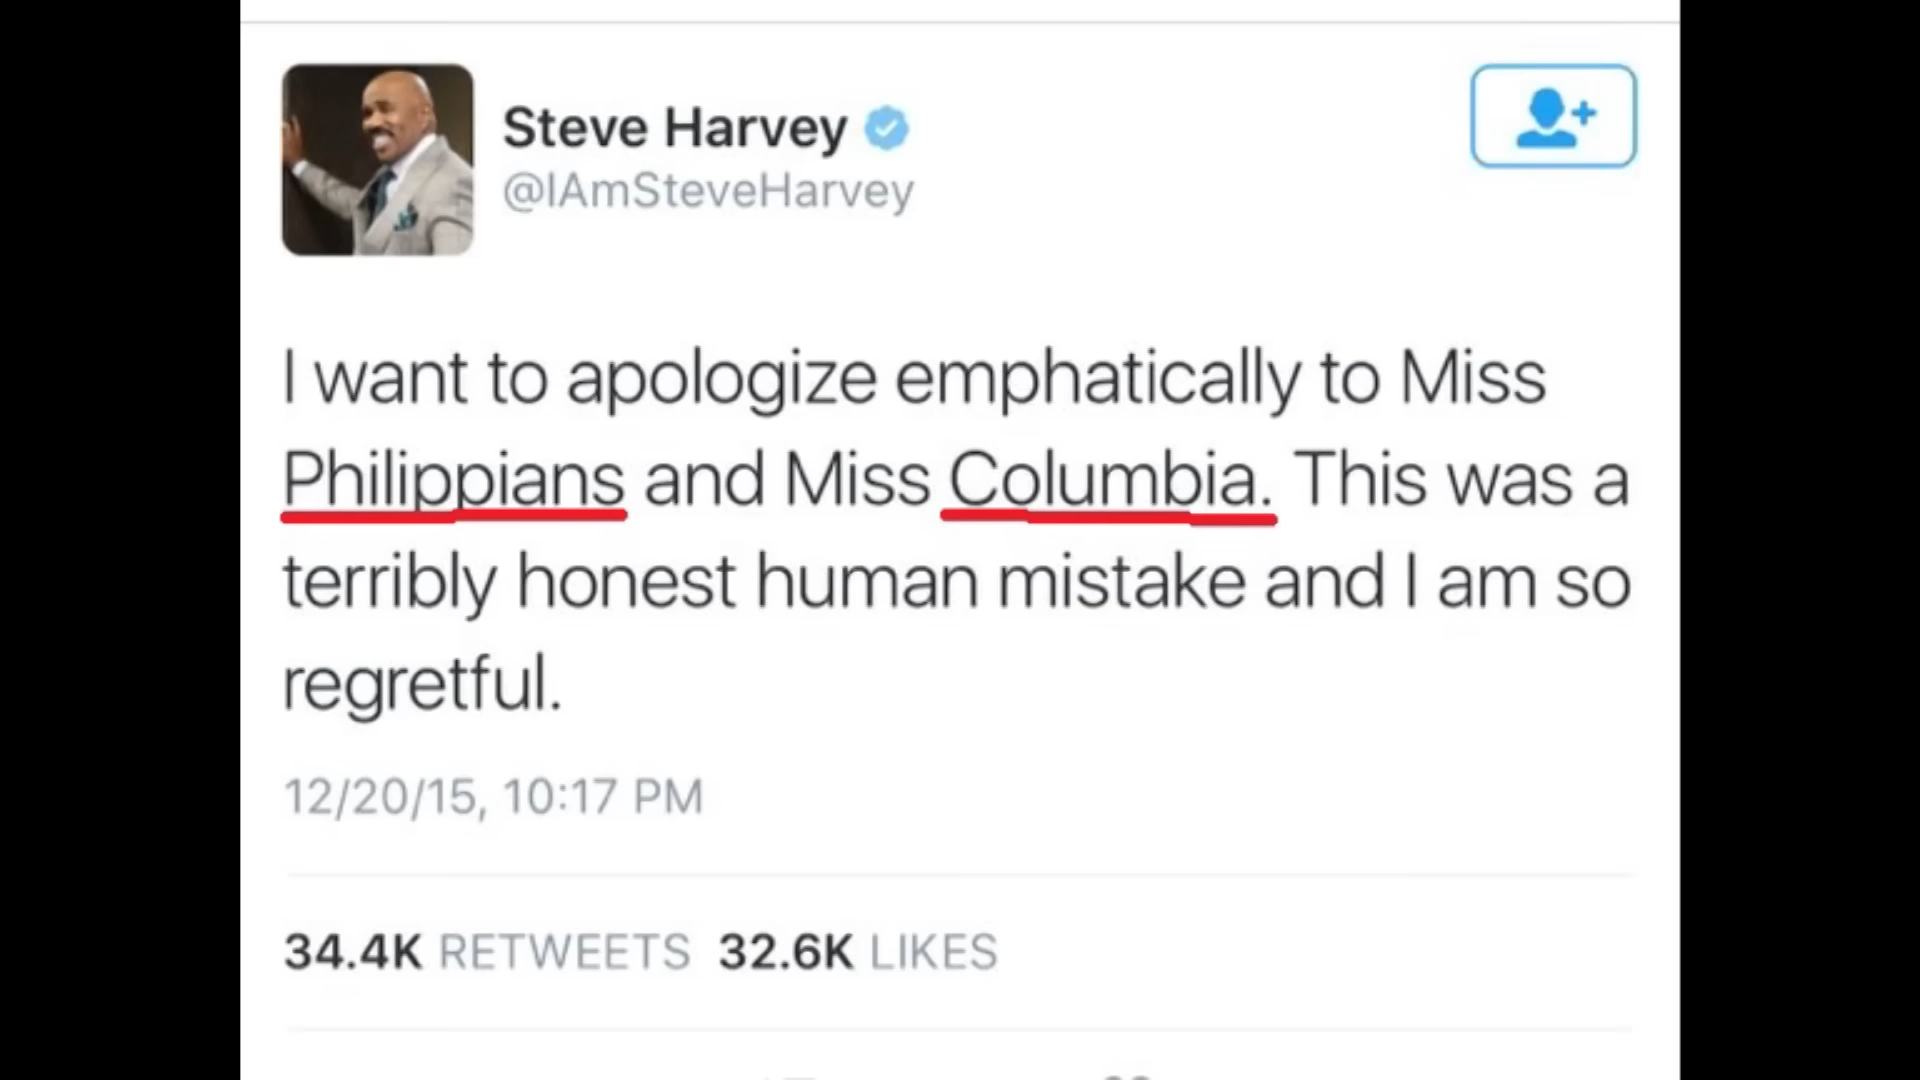 Steve Harvey
@IAmSteveHarvey
I want to apologize emphatically to Miss
Philippians and Miss Columbia. This was a
terribly honest human mistake and I am so
regretful.
12/20/15, 10:17 PM
34.4K RETWEETS 32.6K LIKES